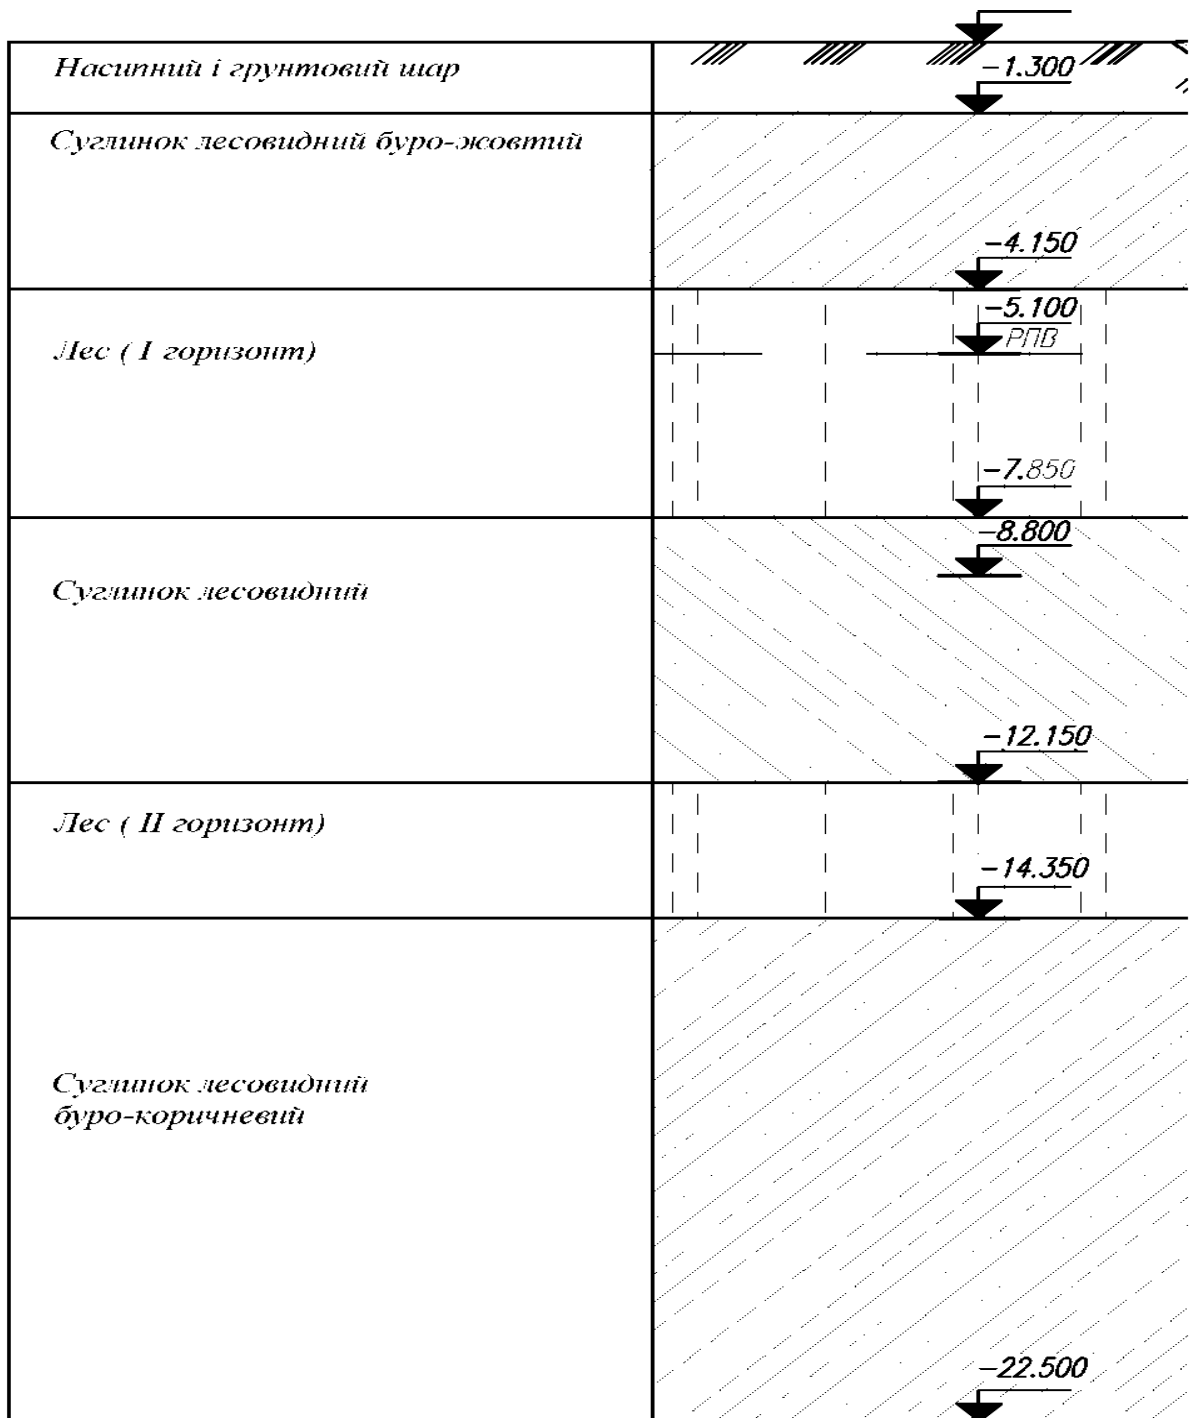 Насипний і грунтовий шар
-1.300
Суглинок лесовидний буро-жовтий
-4.150
-5.100
РПВ
Лес ( I горизонт)
-7.850
-8.800
Суглинок лесовидний
-12.150
Лес ( II горизонт)
-14.350
Суглинок лесовидний
буро-коричневий
-22.500